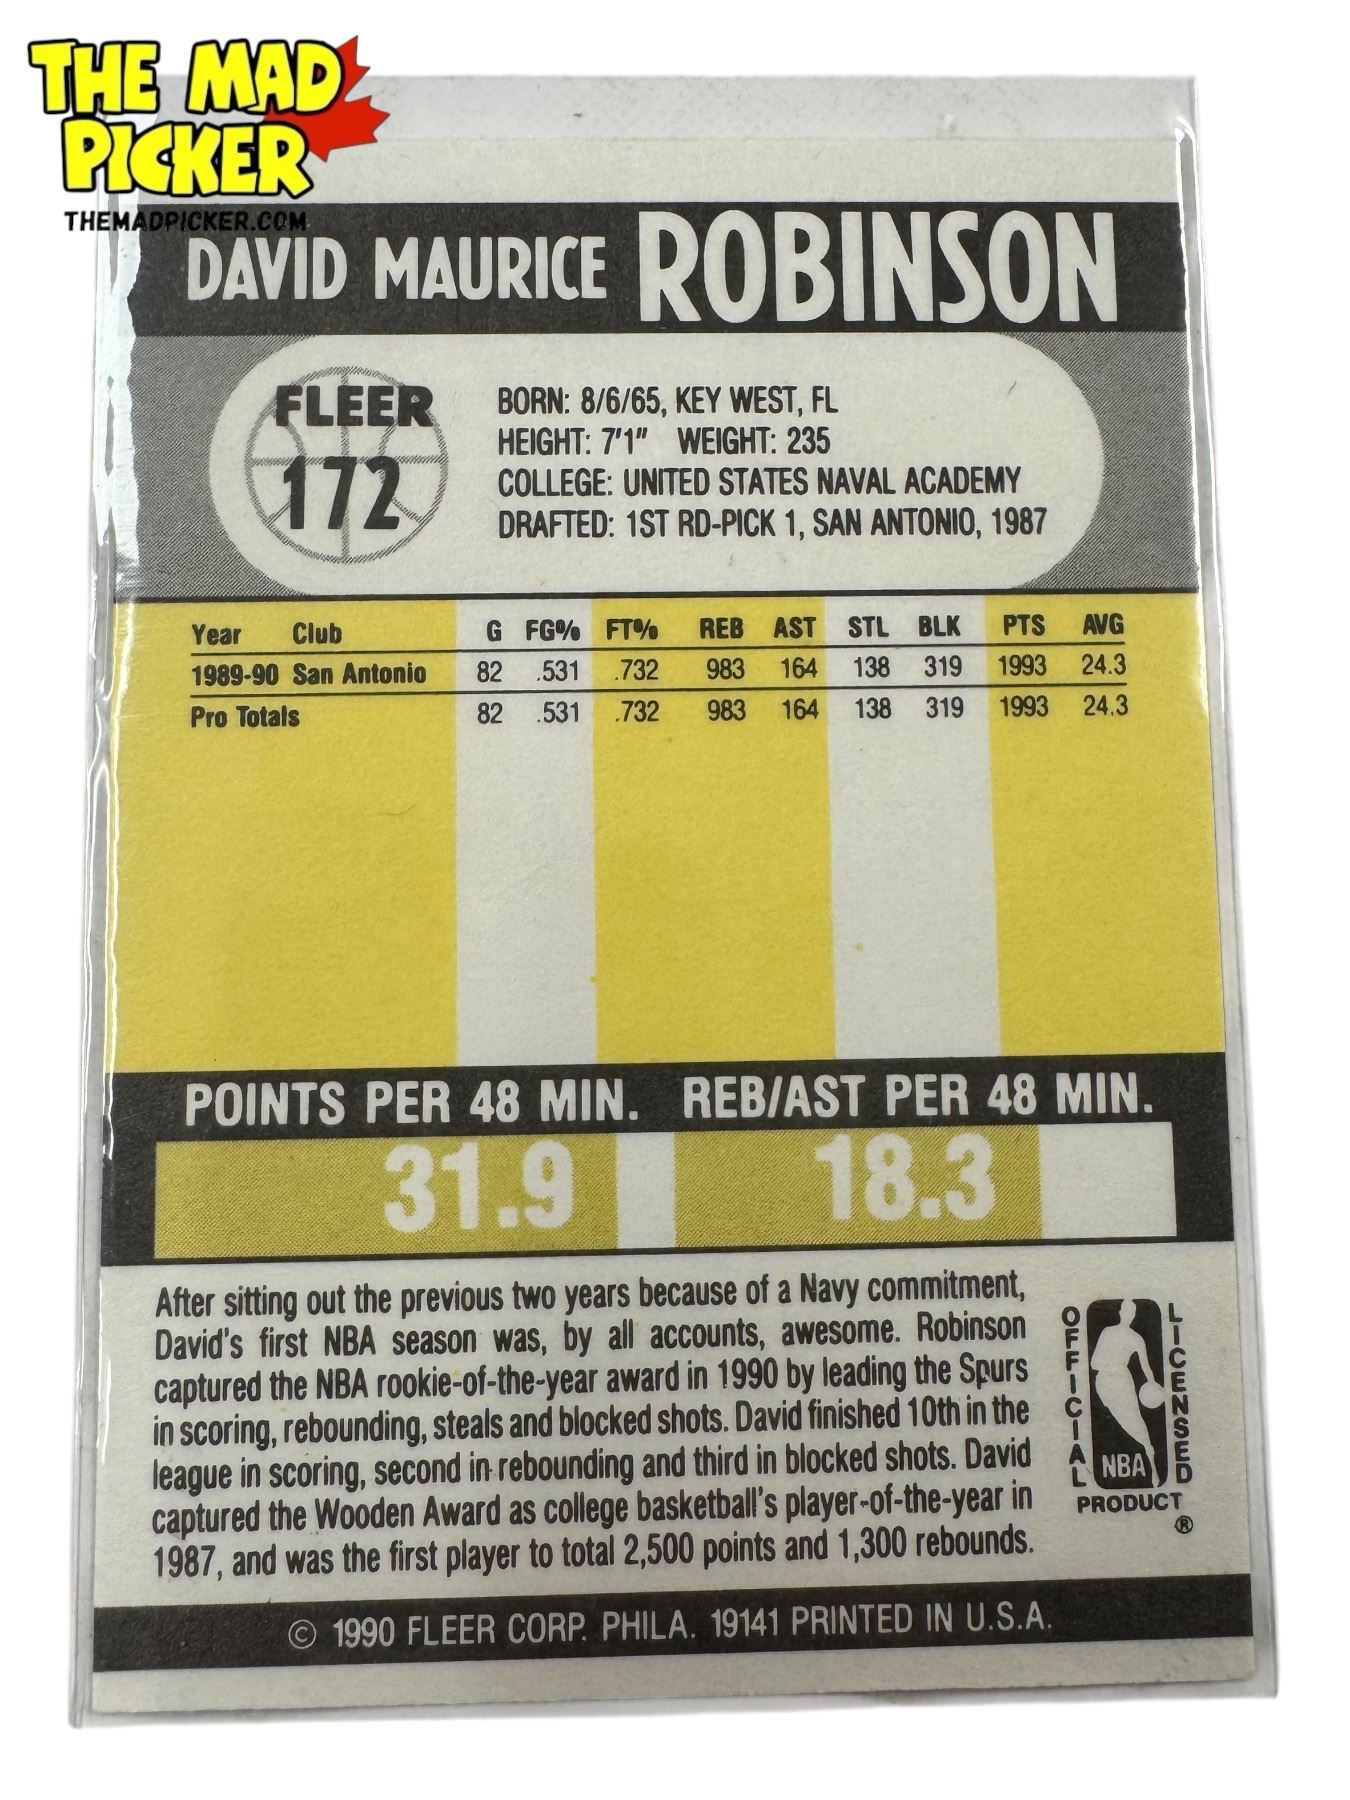 THE MAD
PICKER
THEMADPICKER.COM
DAVID MAURICE ROBINSON
FLEER
172
BORN: 8/6/65, KEY WEST, FL
HEIGHT: 7'1" WEIGHT: 235
COLLEGE: UNITED STATES NAVAL ACADEMY
DRAFTED: 1ST RD-PICK 1, SAN ANTONIO, 1987
Year Club G FG% FT% REB AST STL BLK PTS AVG
1989-90 San Antonio 82 .531 .732 983 164 138 319 1993 24.3
Pro Totals 82 .531 .732 983 164 138 319 1993 24.3
POINTS PER 48 MIN. REB/AST PER 48 MIN.
31.9 18.3
After sitting out the previous two years because of a Navy commitment,
David's first NBA season was, by all accounts, awesome. Robinson
captured the NBA rookie-of-the-year award in 1990 by leading the Spurs
in scoring, rebounding, steals and blocked shots. David finished 10th in the
league in scoring, second in rebounding and third in blocked shots. David
captured the Wooden Award as college basketball's player-of-the-year in
1987, and was the first player to total 2,500 points and 1,300 rebounds.
OFFICIAL
NBA
LICENSED
PRODUCT
®
© 1990 FLEER CORP. PHILA. 19141 PRINTED IN U.S.A.